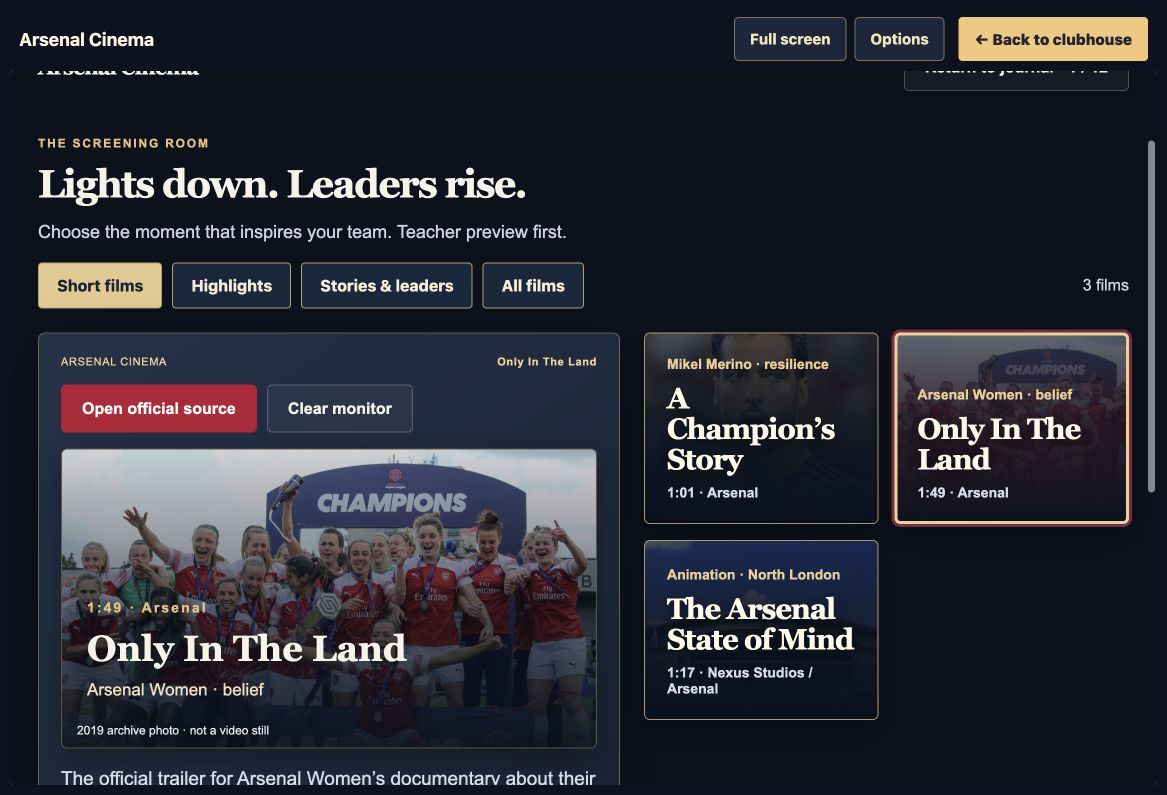 Arsenal Cinema
Full screen
Options
← Back to clubhouse
Arsenal Cinema
THE SCREENING ROOM
Lights down. Leaders rise.
Choose the moment that inspires your team. Teacher preview first.
Short films
Highlights
Stories & leaders
All films
3 films
ARSENAL CINEMA
Only In The Land
Open official source
Clear monitor
CHAMPIONS
1:49 · Arsenal
Only In The Land
Arsenal Women · belief
2019 archive photo · not a video still
The official trailer for Arsenal Women’s documentary about their
Mikel Merino · resilience
A
Champion’s
Story
1:01 · Arsenal
CHAMPIONS
Arsenal Women · belief
Only In The
Land
1:49 · Arsenal
Animation · North London
The Arsenal
State of Mind
1:17 · Nexus Studios /
Arsenal